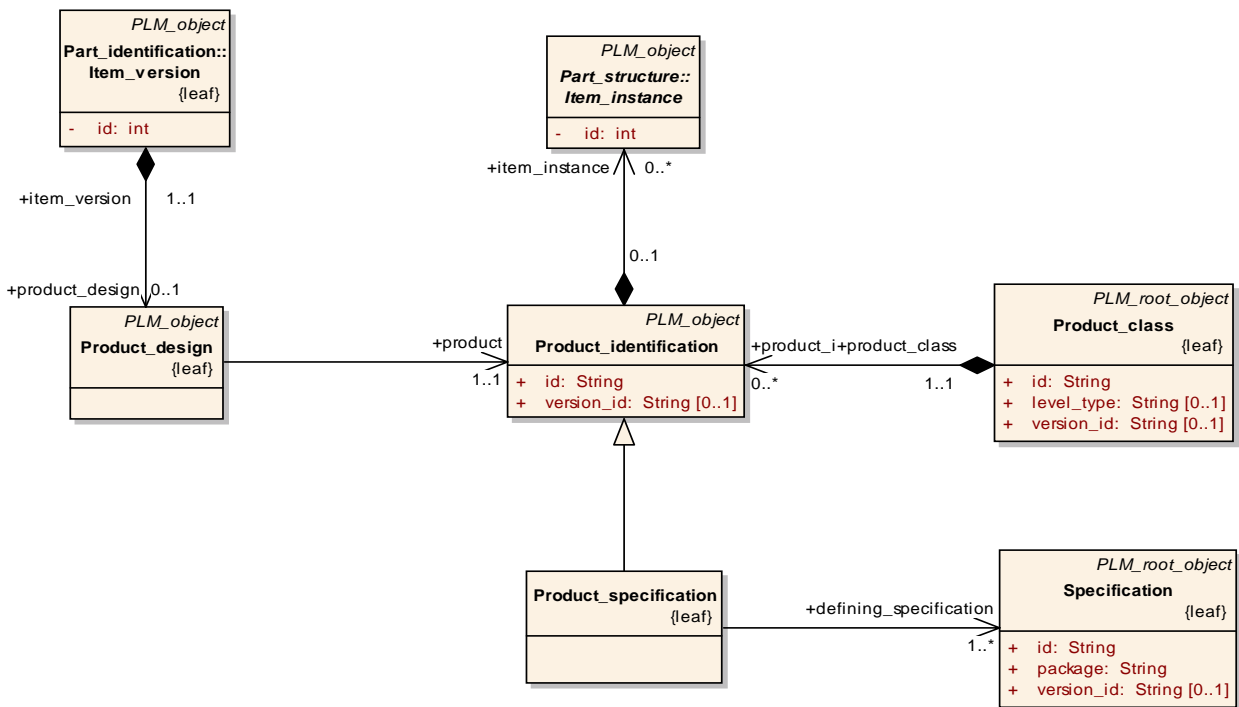 PLM_object
Part_identification::
Item_version
{leaf}
- id: int
PLM_object
Part_structure::
Item_instance
- id: int
+item_version
1..1
+item_instance
0..*
+product_design
0..1
0..1
PLM_object
Product_design
{leaf}
+product
1..1
PLM_object
Product_identification
+ id: String
+ version_id: String [0..1]
+product_i+product_class
0..*
1..1
PLM_root_object
Product_class
{leaf}
+ id: String
+ level_type: String [0..1]
+ version_id: String [0..1]
Product_specification
{leaf}
+defining_specification
1..*
PLM_root_object
Specification
{leaf}
+ id: String
+ package: String
+ version_id: String [0..1]